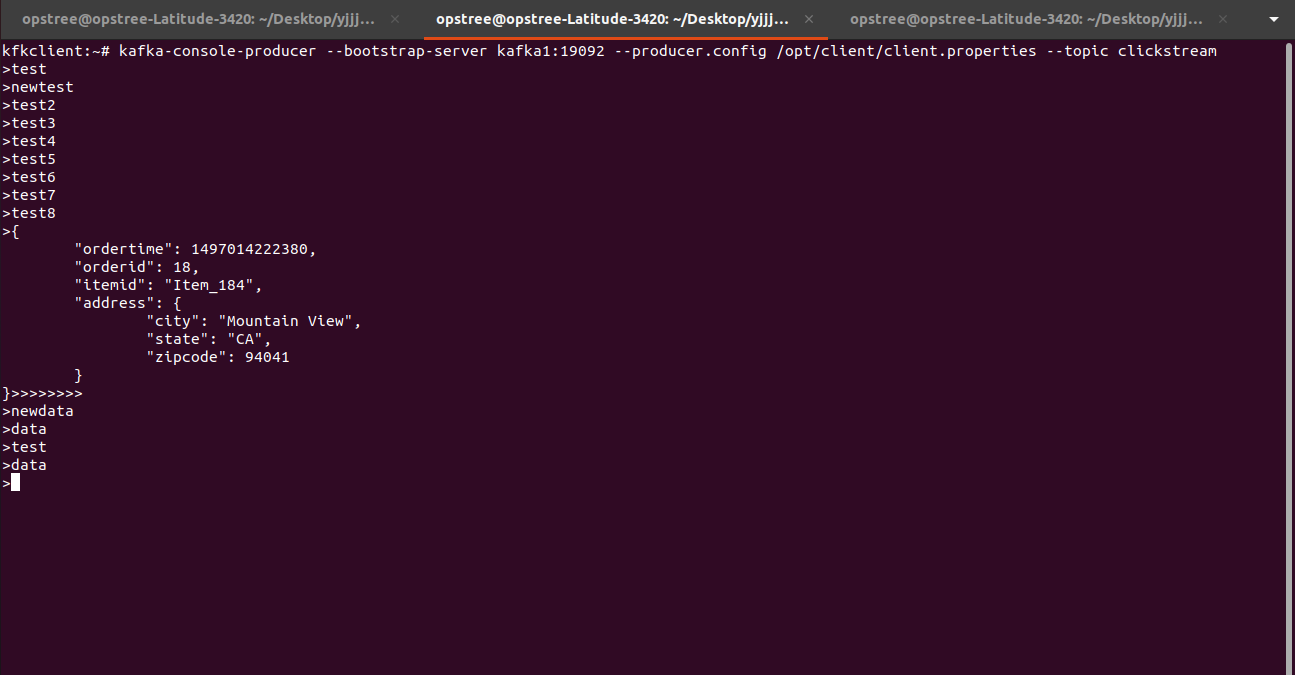 opstree@opstree-Latitude-3420: ~/Desktop/yjjj...
opstree@opstree-Latitude-3420: ~/Desktop/yjjj...
opstree@opstree-Latitude-3420: ~/Desktop/yjjj...
kfkclient:~# kafka-console-producer --bootstrap-server kafka1:19092 --producer.config /opt/client/client.properties --topic clickstream
>test
>newtest
>test2
>test3
>test4
>test5
>test6
>test7
>test8
>{
        "ordertime": 1497014222380,
        "orderid": 18,
        "itemid": "Item_184",
        "address": {
                "city": "Mountain View",
                "state": "CA",
                "zipcode": 94041
        }
}>>>>>>>>
>newdata
>data
>test
>data
>